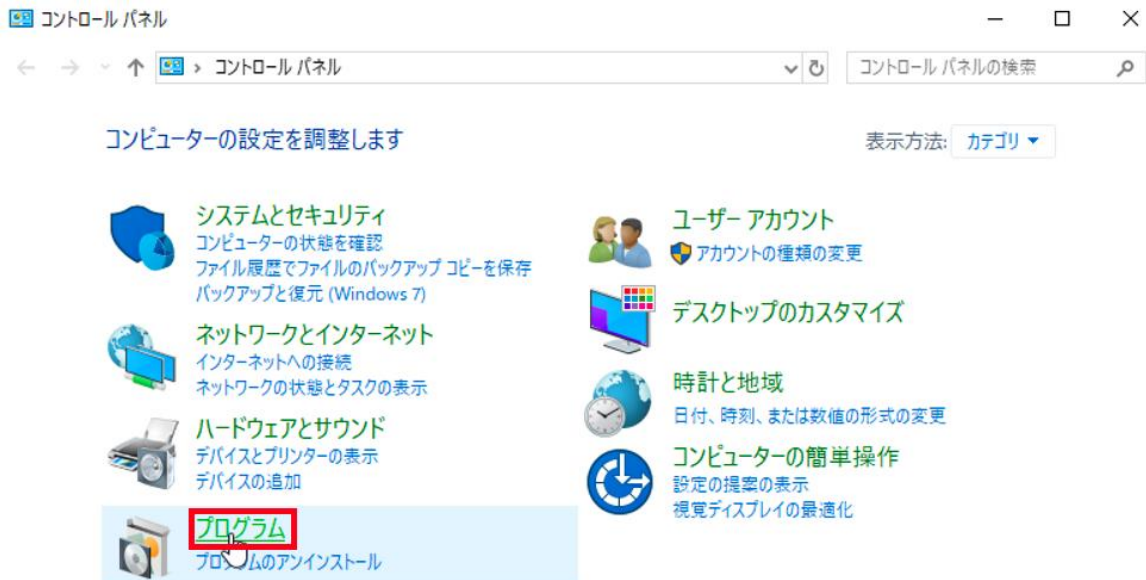 コントロール パネル
コントロール パネル
コントロール パネルの検索
コンピューターの設定を調整します
表示方法: カテゴリ
システムとセキュリティ
コンピューターの状態を確認
ファイル履歴でファイルのバックアップ コピーを保存
バックアップと復元 (Windows 7)
ネットワークとインターネット
インターネットへの接続
ネットワークの状態とタスクの表示
ハードウェアとサウンド
デバイスとプリンターの表示
デバイスの追加
プログラム
プログラムのアンインストール
ユーザー アカウント
アカウントの種類の変更
デスクトップのカスタマイズ
時計と地域
日付、時刻、または数値の形式の変更
コンピューターの簡単操作
設定の提案の表示
視覚ディスプレイの最適化